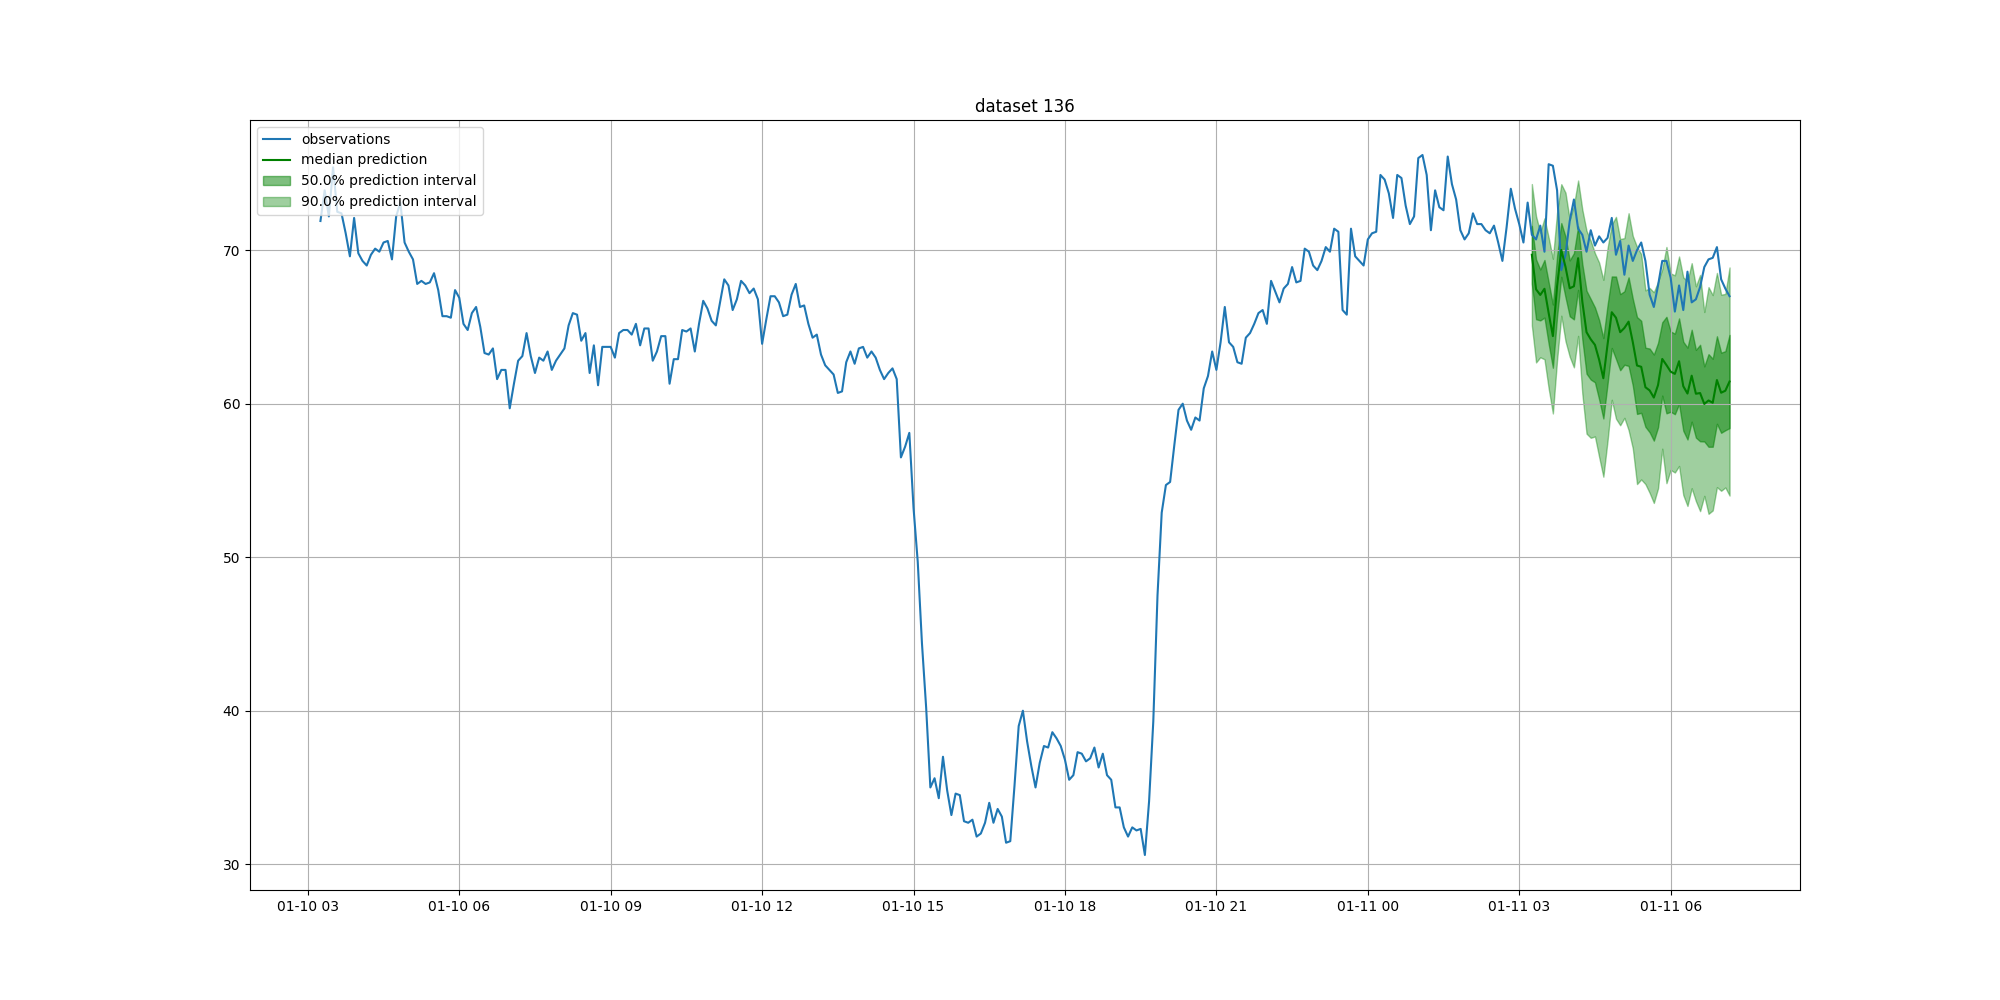 dataset 136
observations
median prediction
50.0% prediction interval
90.0% prediction interval
70
60
50
40
30
01-10 03 01-10 06 01-10 09 01-10 12 01-10 15 01-10 18 01-10 21 01-11 00 01-11 03 01-11 06